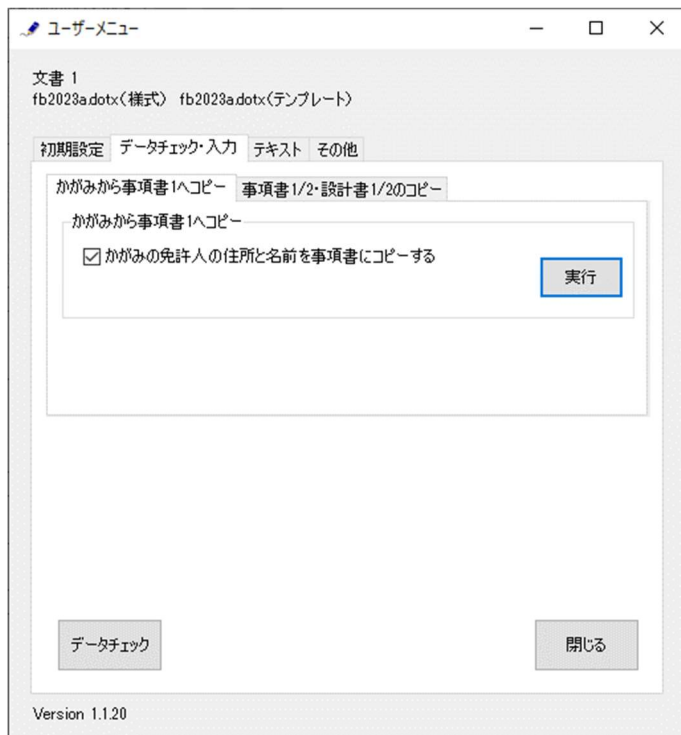 ユーザーメニュー
文書 1
fb2023a.dotx(様式) fb2023a.dotx(テンプレート)
初期設定 データチェック・入力 テキスト その他
かがみから事項書1へコピー 事項書1/2・設計書1/2のコピー
かがみから事項書1へコピー
かがみの免許人の住所と名前を事項書にコピーする
実行
データチェック 閉じる
Version 1.1.20